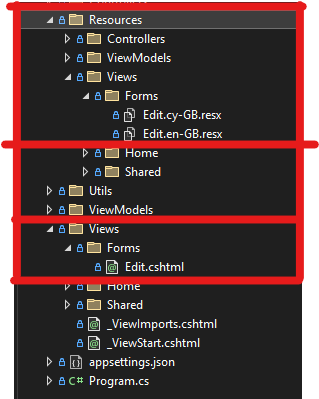 Resources
Controllers
ViewModels
Views
Forms
Edit.cy-GB.resx
Edit.en-GB.resx
Home
Shared
Utils
ViewModels
Views
Forms
Edit.cshtml
Home
Shared
_ViewImports.cshtml
_ViewStart.cshtml
appsettings.json
C# Program.cs